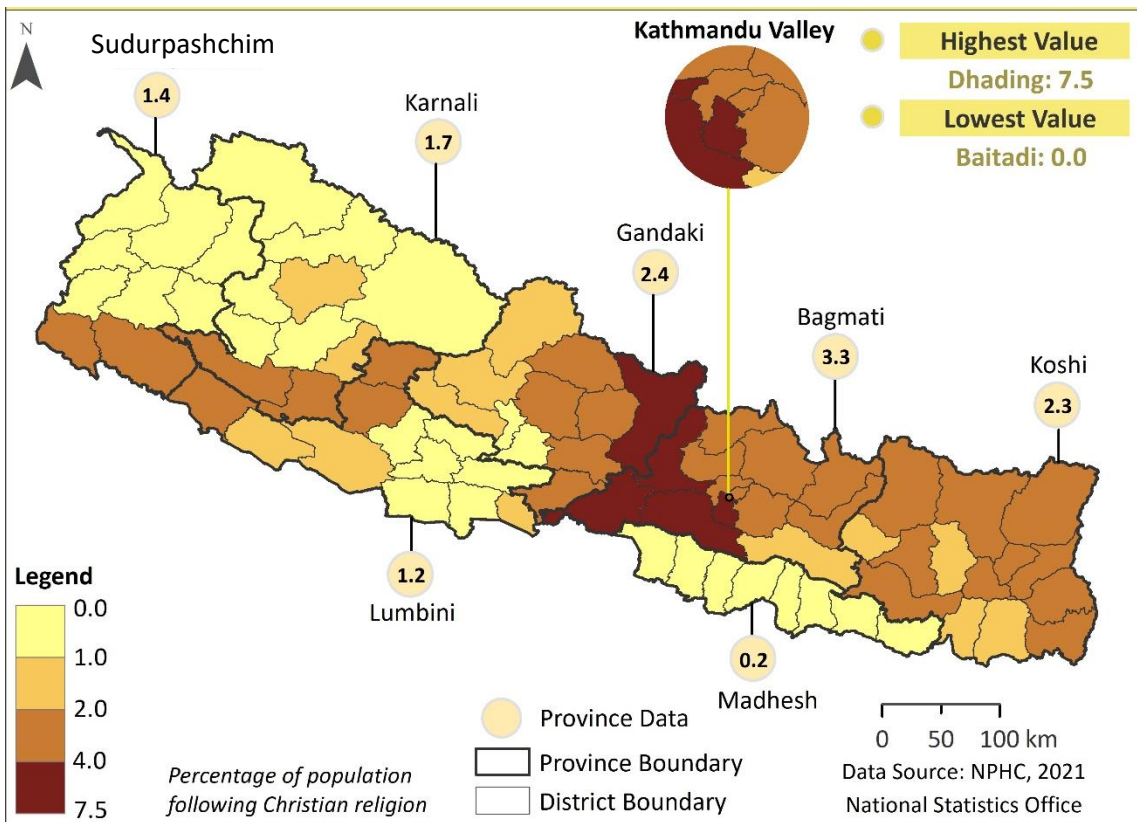 N
Sudurpashchim
1.4
Karnali
1.7
Kathmandu Valley
Highest Value
Dhading: 7.5
Lowest Value
Baitadi: 0.0
Gandaki
2.4
Bagmati
3.3
Koshi
2.3
1.2
Lumbini
0.2
Madhesh
Legend
0.0
1.0
2.0
4.0
7.5
Percentage of population
following Christian religion
Province Data
Province Boundary
District Boundary
0 50 100 km
Data Source: NPHC, 2021
National Statistics Office